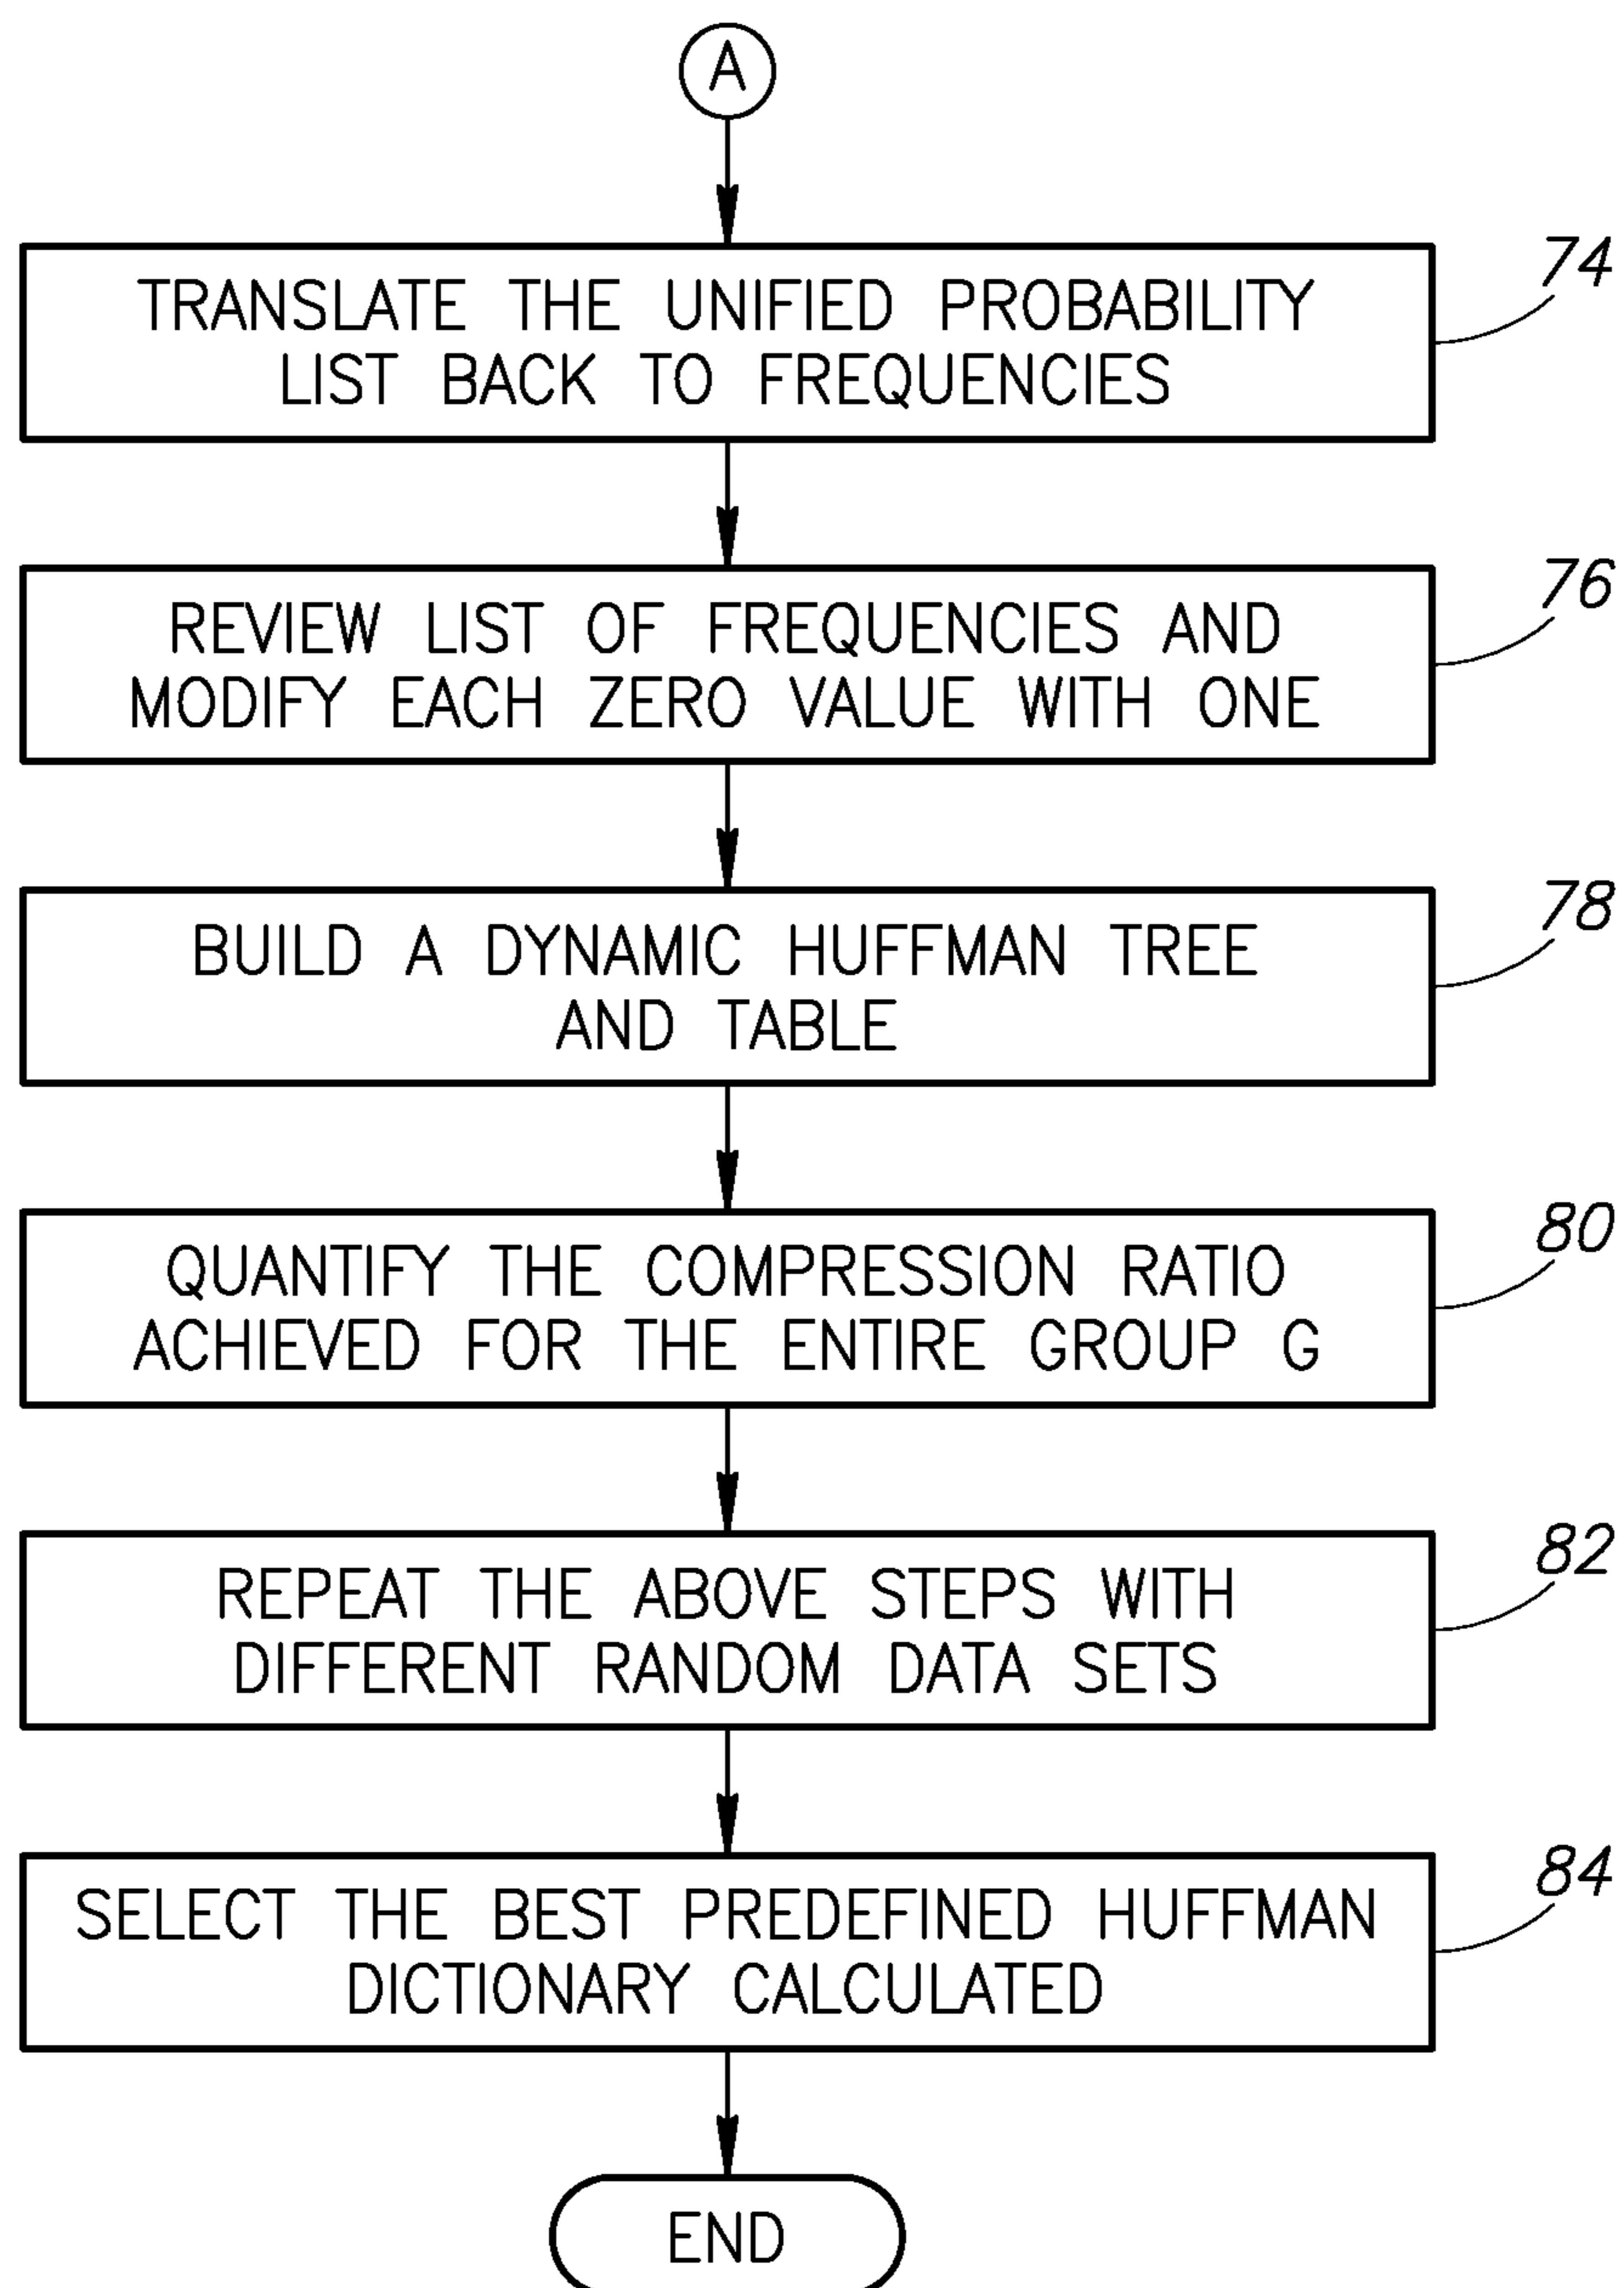 A
TRANSLATE THE UNIFIED PROBABILITY
LIST BACK TO FREQUENCIES
74
REVIEW LIST OF FREQUENCIES AND
MODIFY EACH ZERO VALUE WITH ONE
76
BUILD A DYNAMIC HUFFMAN TREE
AND TABLE
78
QUANTIFY THE COMPRESSION RATIO
ACHIEVED FOR THE ENTIRE GROUP G
80
REPEAT THE ABOVE STEPS WITH
DIFFERENT RANDOM DATA SETS
82
SELECT THE BEST PREDEFINED HUFFMAN
DICTIONARY CALCULATED
84
END